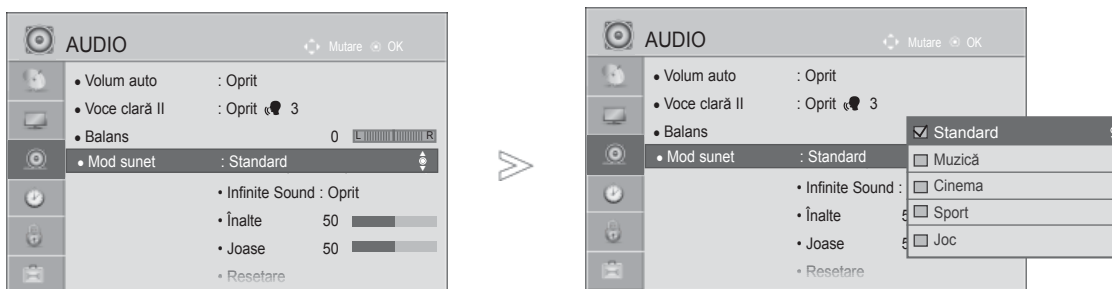 AUDIO Mutare OK
• Volum auto : Oprit
• Voce clară II : Oprit 3
• Balans 0 L R
• Mod sunet : Standard
• Infinite Sound : Oprit
• Înalte 50
• Joase 50
• Resetare
AUDIO Mutare OK
• Volum auto : Oprit
• Voce clară II : Oprit 3
• Balans
• Mod sunet : Standard
• Infinite Sound :
• Înalte
• Joase
• Resetare
Standard
Muzică
Cinema
Sport
Joc